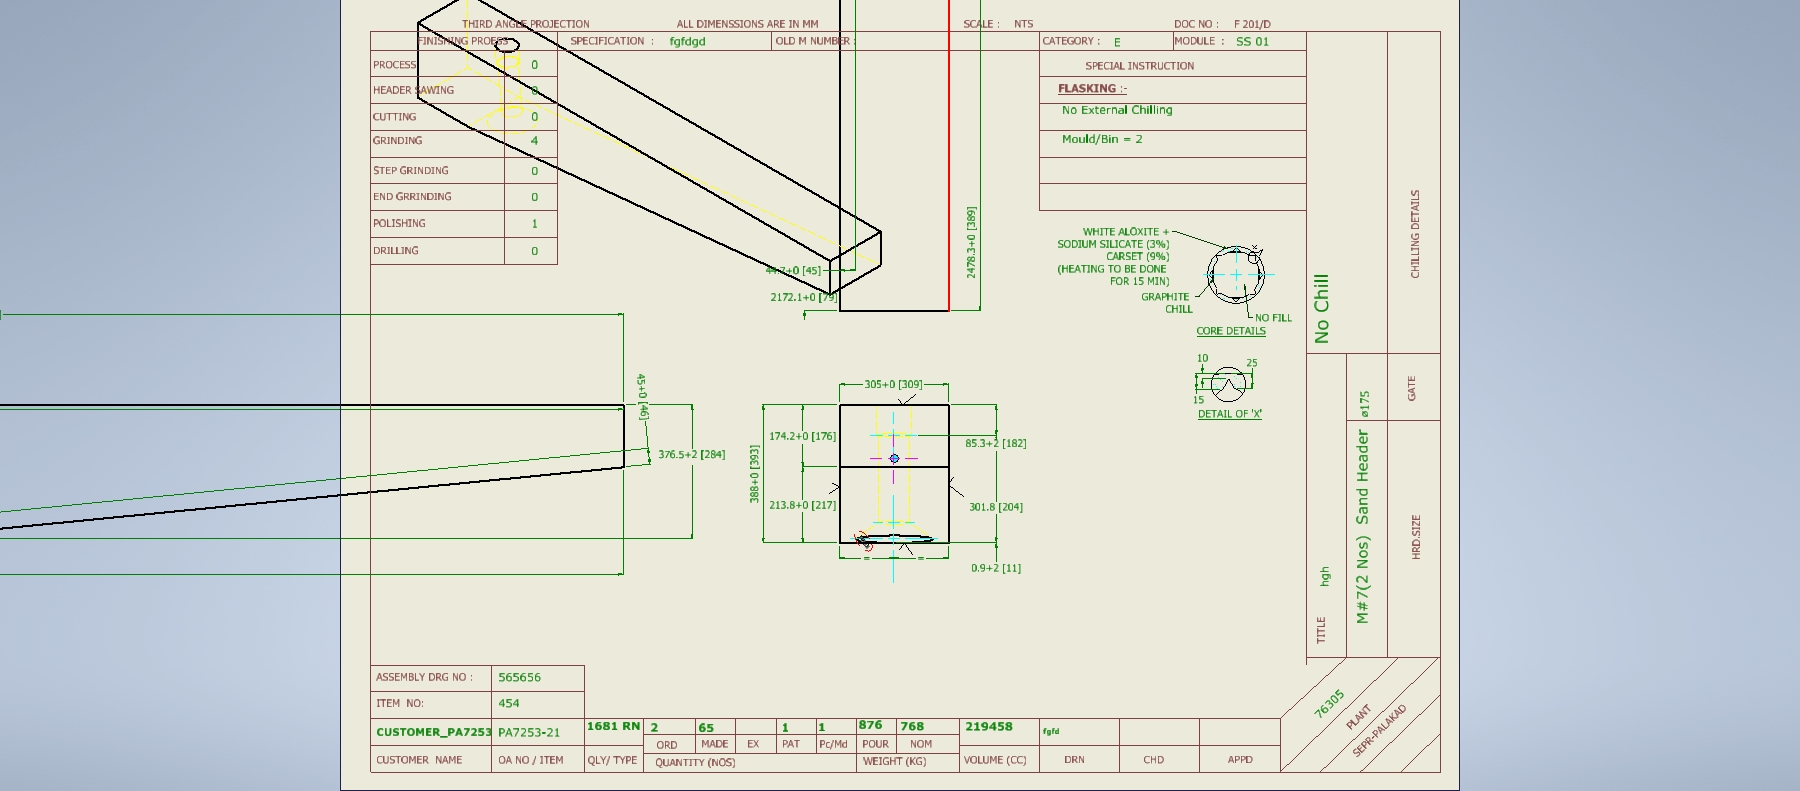 THIRD ANGLE PROJECTION
ALL DIMENSSIONS ARE IN MM
SCALE : NTS
DOC NO : F 201/D
FINISHING PROESS
SPECIFICATION : fgfdgd
OLD M NUMBER :
CATEGORY : E
MODULE : SS 01
PROCESS 0
HEADER SAWING 0
CUTTING 0
GRINDING 4
STEP GRINDING 0
END GRRINDING 0
POLISHING 1
DRILLING 0
SPECIAL INSTRUCTION
FLASKING :-
No External Chilling
Mould/Bin = 2
2478.3+0 [389]
44.7+0 [45]
2172.1+0 [79]
WHITE ALOXITE +
SODIUM SILICATE (3%)
CARSET (9%)
(HEATING TO BE DONE
FOR 15 MIN)
GRAPHITE
CHILL
X
NO FILL
CORE DETAILS
10
25
15
DETAIL OF 'X'
No Chill
CHILLING DETAILS
GATE
ø175
M#7(2 Nos) Sand Header
HRD.SIZE
TITLE
hgh
45+0 [46]
376.5+2 [284]
305+0 [309]
174.2+0 [176]
388+0 [393]
213.8+0 [217]
85.3+2 [182]
301.8 [204]
= =
0.9+2 [11]
ASSEMBLY DRG NO : 565656
ITEM NO: 454
CUSTOMER_PA7253 PA7253-21 1681 RN 2 65 1 1 876 768 219458 fgfd
ORD MADE EX PAT Pc/Md POUR NOM
CUSTOMER NAME OA NO / ITEM QLY/ TYPE QUANTITY (NOS) WEIGHT (KG) VOLUME (CC) DRN CHD APPD
76305
PLANT
SEPR-PALAKAD